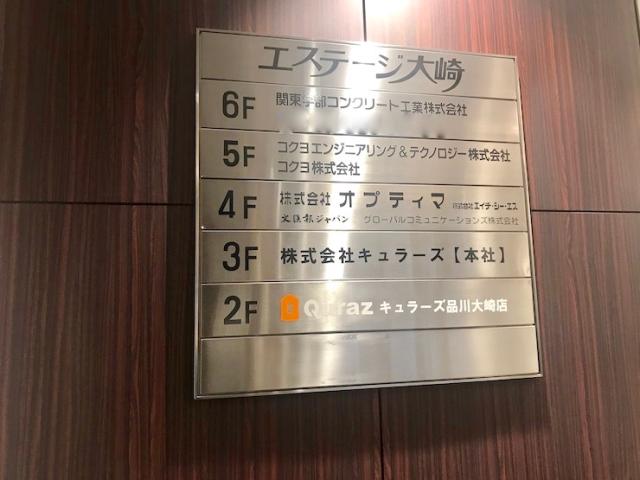 エステージ大崎
6F 関東宇部コンクリート工業株式会社
5F コクヨエンジニアリング&テクノロジー株式会社
コクヨ株式会社
4F 株式会社 オプティマ 株式会社エイチ・シー・エス
ジャパン グローバルコミュニケーションズ株式会社
3F 株式会社キュラーズ【本社】
2F Quraz キュラーズ品川大崎店